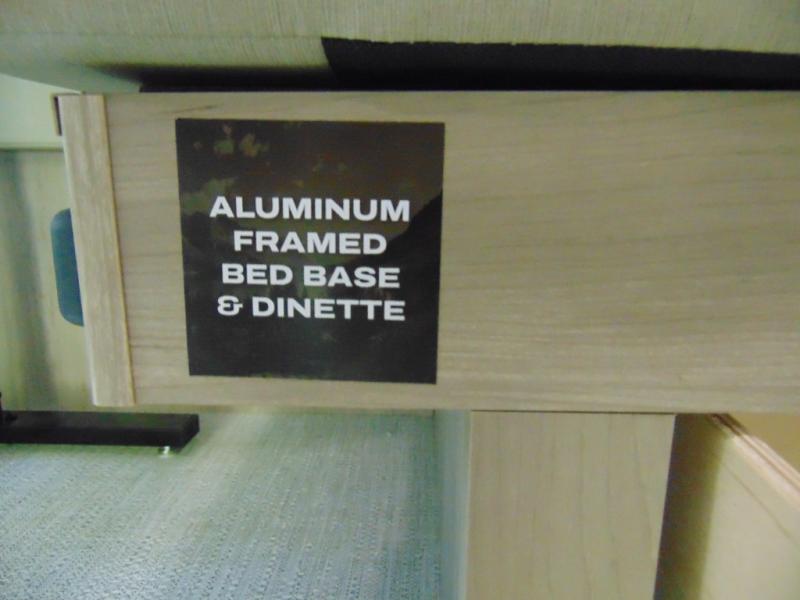 ALUMINUM
FRAMED
BED BASE
& DINETTE